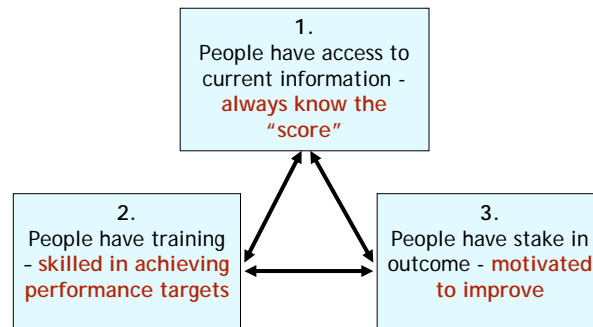 1.
People have access to
current information -
always know the
“score”
2.
People have training
– skilled in achieving
performance targets
3.
People have stake in
outcome - motivated
to improve